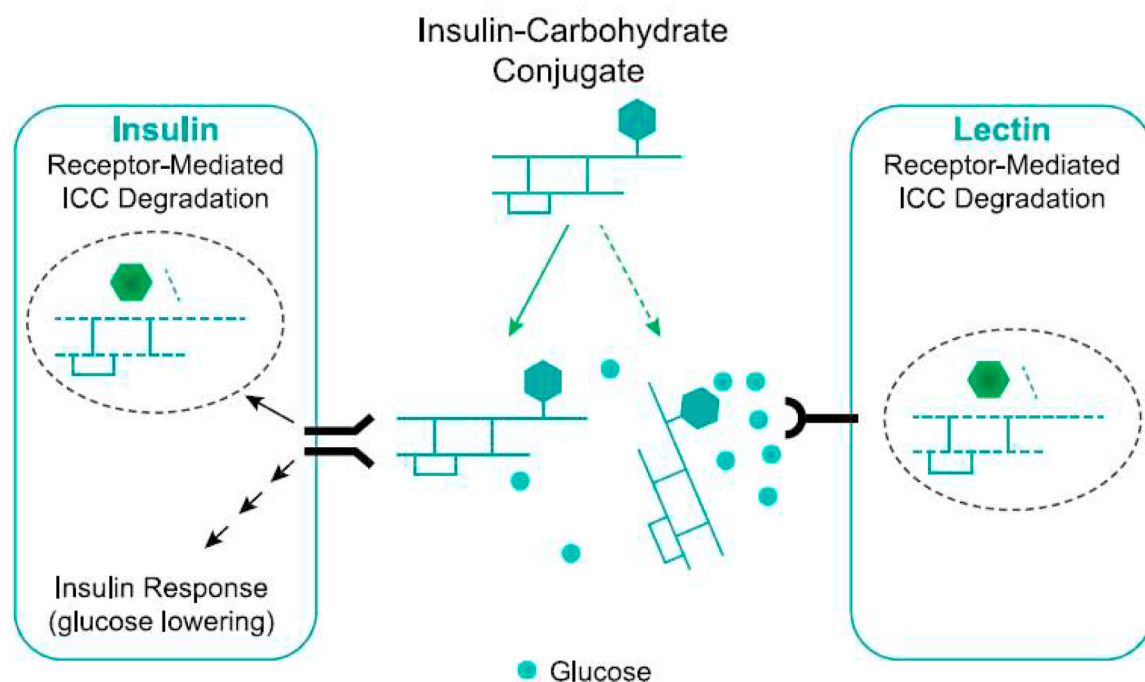 Insulin-Carbohydrate
Conjugate
Insulin
Receptor-Mediated
ICC Degradation
Lectin
Receptor-Mediated
ICC Degradation
Insulin Response
(glucose lowering)
Glucose